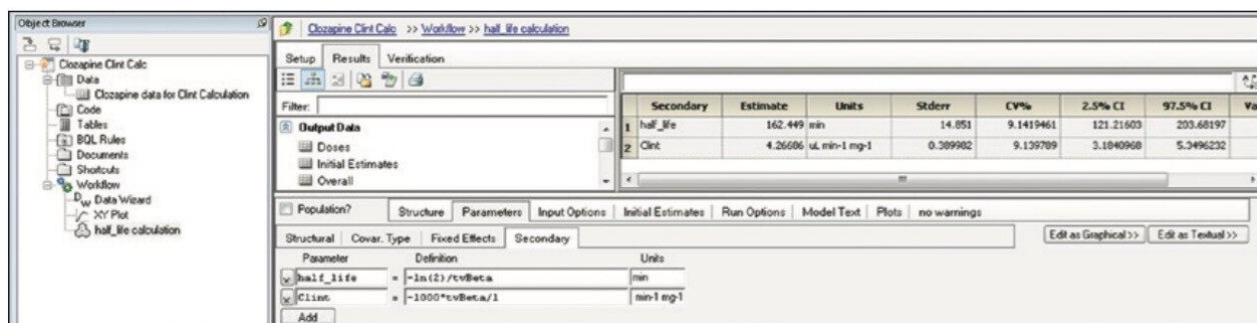 Object Browser
Clozapine Clint Calc
Data
Clozapine data for Clint Calculation
Code
Tables
BQL Rules
Documents
Shortcuts
Workflow
Data Wizard
XY Plot
half_life calculation
Clozapine Clint Calc >> Workflow >> half_life calculation
Setup Results Verification
Filter:
Output Data
Doses
Initial Estimates
Overall
Secondary Estimate Units Stderr CV% 2.5% CI 97.5% CI Va
1 half_life 162.449 min 14.851 9.1419461 121.21603 203.68197
2 Clint 4.26686 uL min-1 mg-1 0.389982 9.139789 3.1840968 5.3496232
Population? Structure Parameters Input Options Initial Estimates Run Options Model Text Plots no warnings
Structural Covar. Type Fixed Effects Secondary Edit as Graphical>> Edit as Textual>>
Parameter Definition Units
half_life = -ln(2)/tvBeta min
Clint = -1000*tvBeta/1 min-1 mg-1
Add